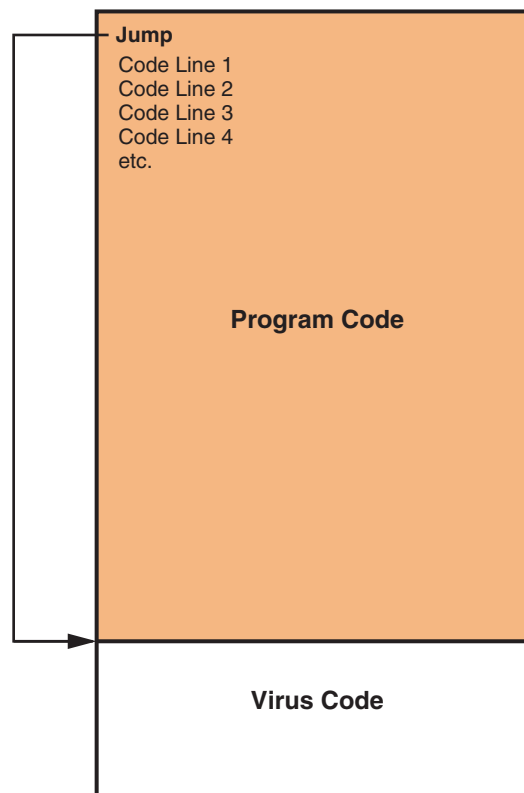 Jump
Code Line 1
Code Line 2
Code Line 3
Code Line 4
etc.
Program Code
Virus Code